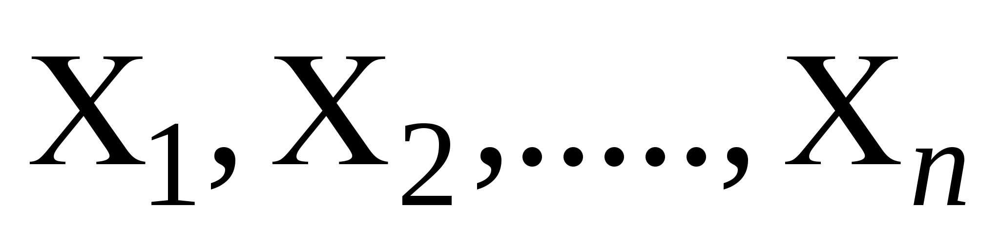 X₁, X₂,....., Xₙ